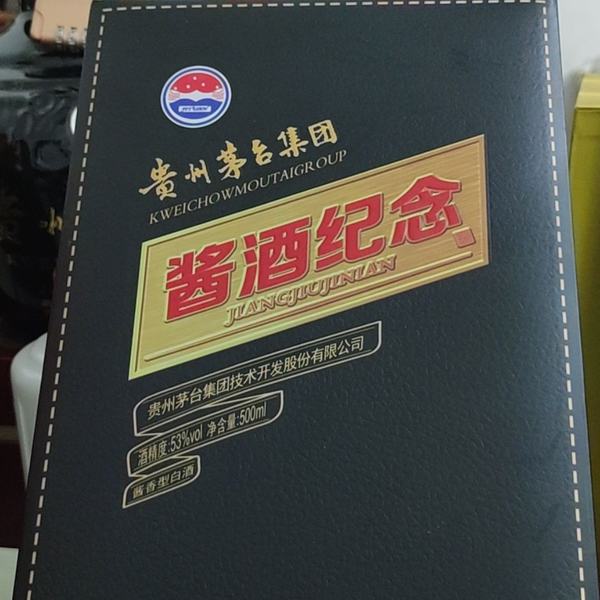 贵州茅台集团
KWEICHOWMOUTAIGROUP
酱酒纪念
JIANGJIUJINIAN
贵州茅台集团技术开发股份有限公司
酒精度:53%vol 净含量:500ml
酱香型白酒